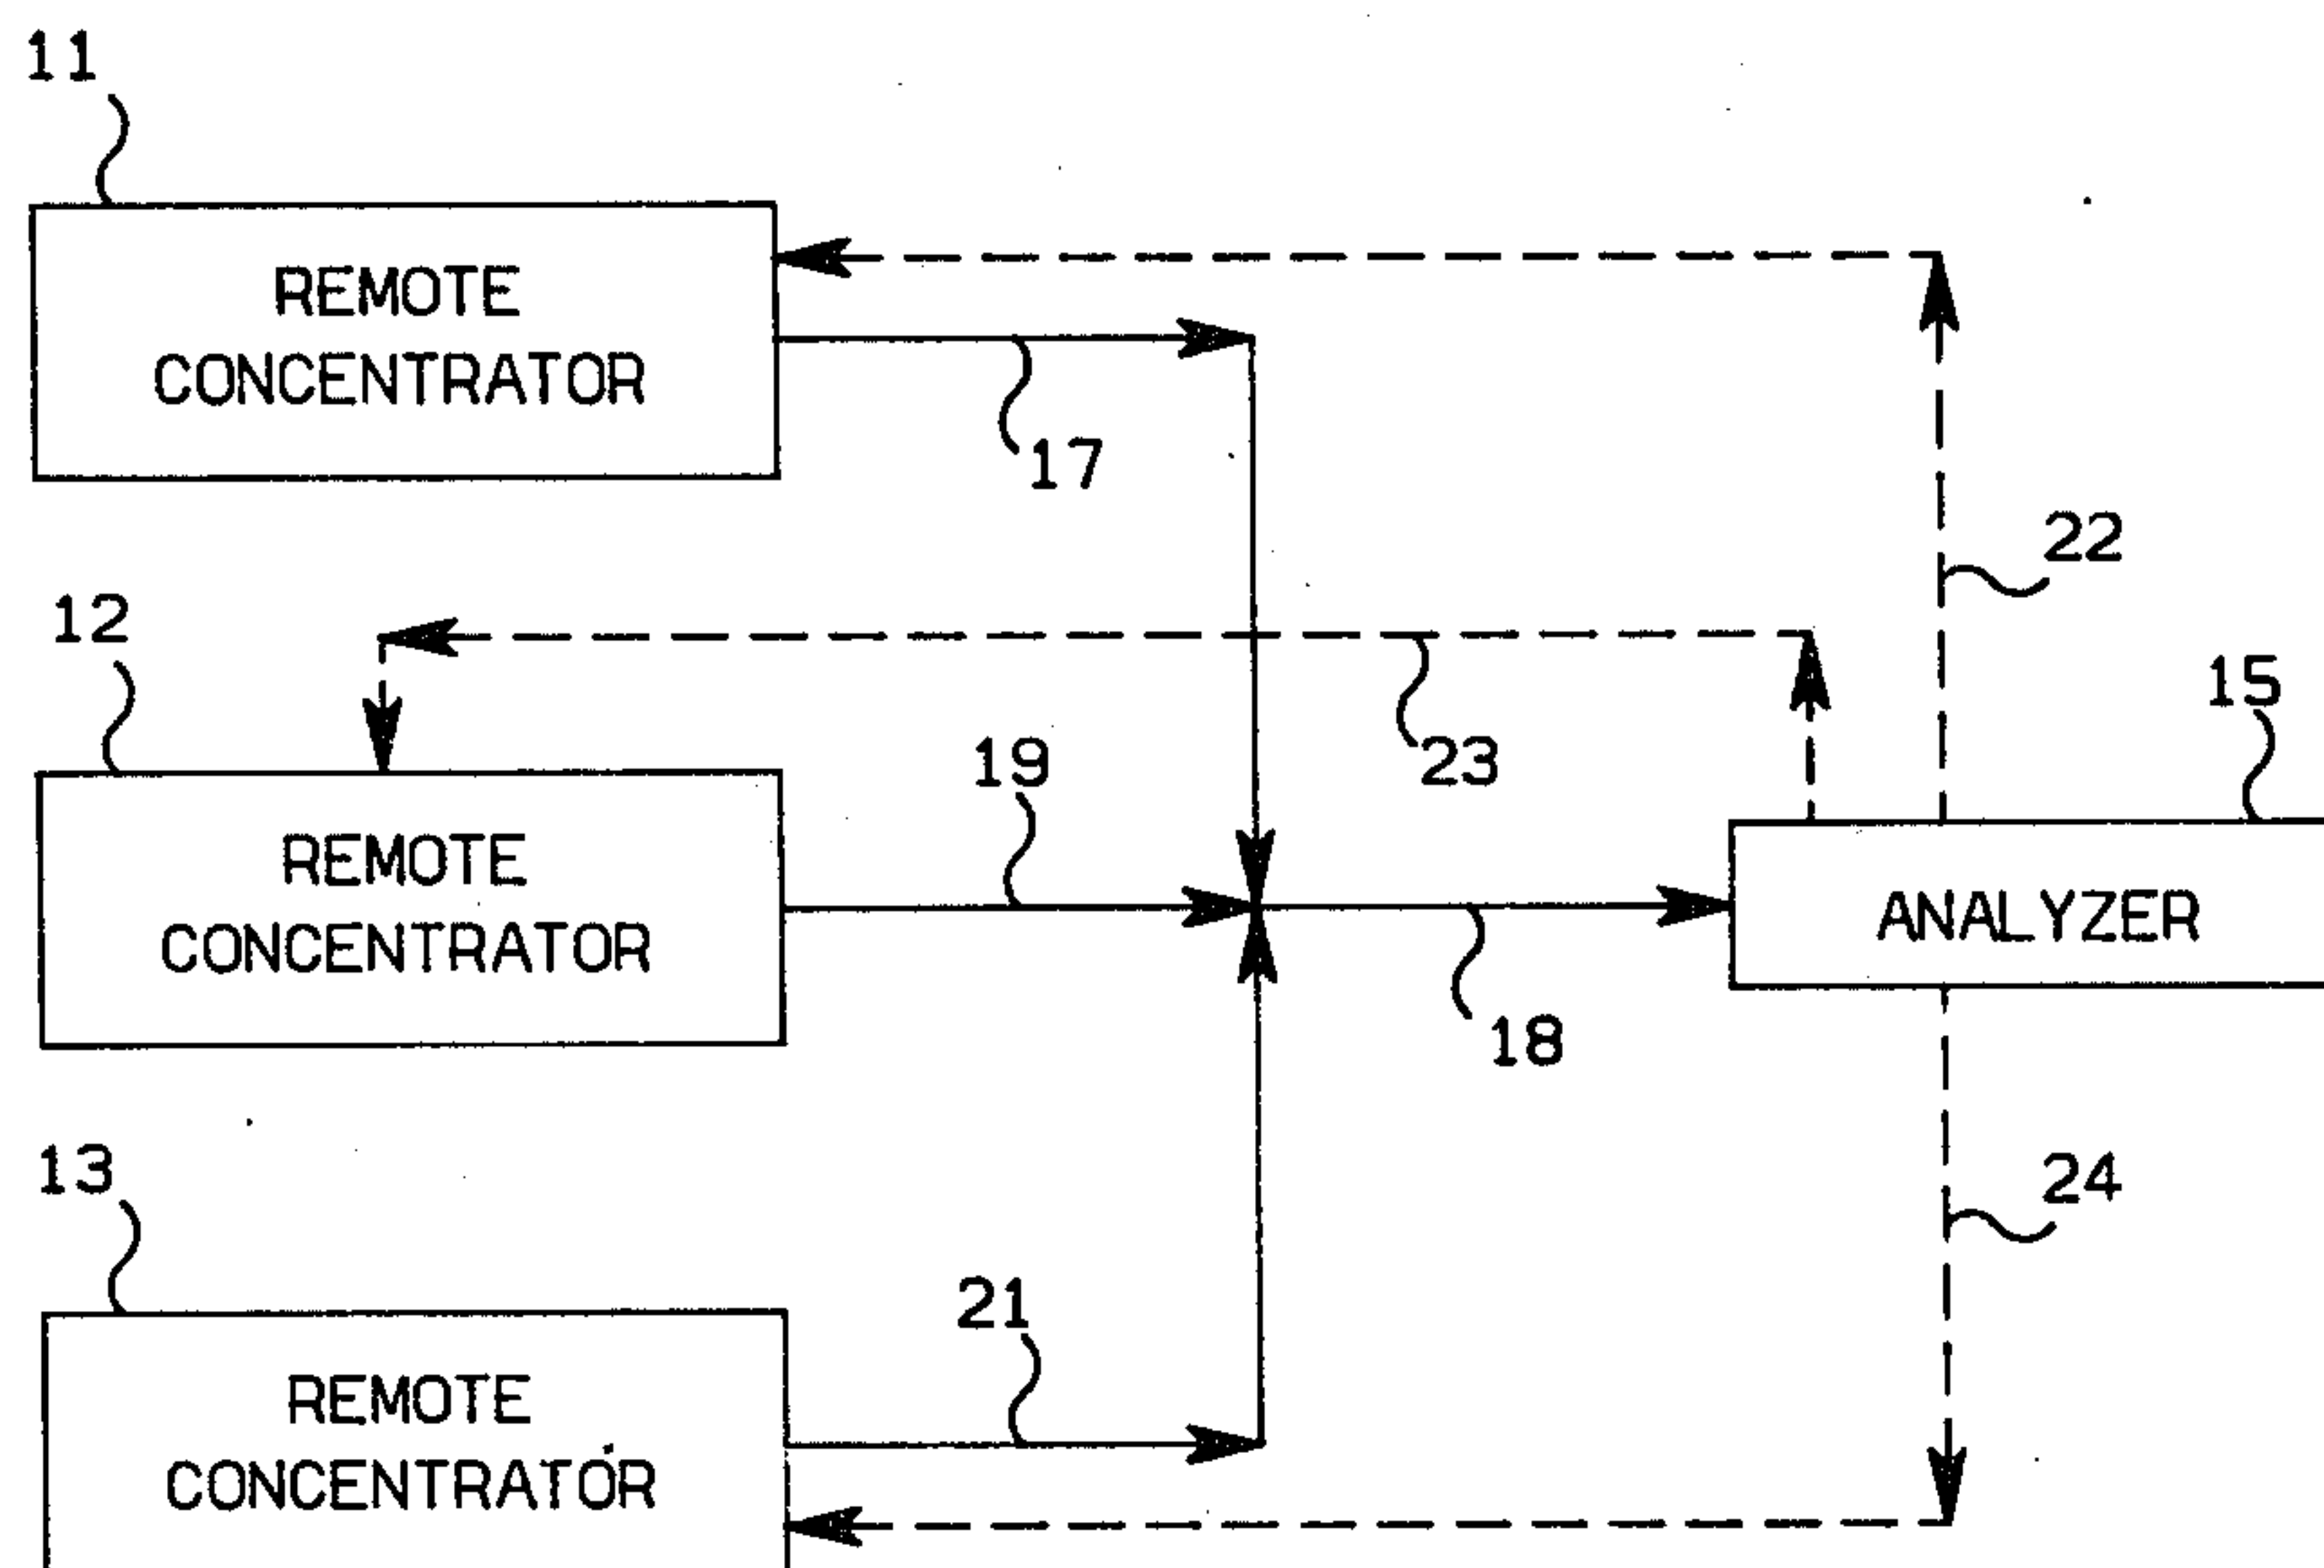 11
REMOTE
CONCENTRATOR
17
22
12
23
15
19
REMOTE
CONCENTRATOR
ANALYZER
18
13
24
21
REMOTE
CONCENTRATOR